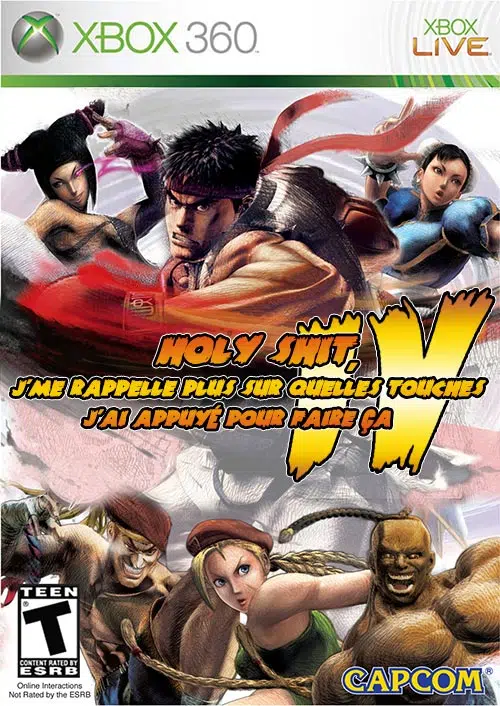 XBOX 360
XBOX
LIVE
HOLY SHIT,
IV
J'ME RAPPELLE PLUS SUR QUELLES TOUCHES
J'AI APPUYÉ POUR FAIRE ÇA
TEEN
T
CONTENT RATED BY
ESRB
Online Interactions
Not Rated by the ESRB
CAPCOM